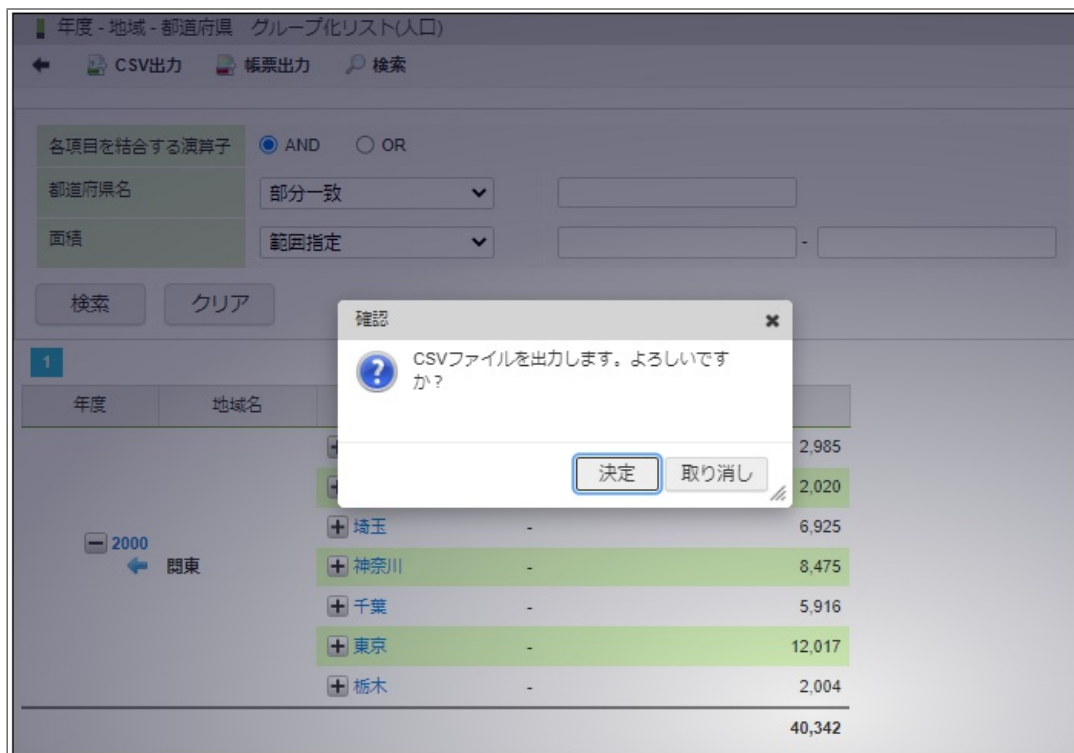 年度 - 地域 - 都道府県　グループ化リスト(人口)
CSV出力 帳票出力 検索
各項目を結合する演算子 AND OR
都道府県名 部分一致
面積 範囲指定 -
検索 クリア
確認
CSVファイルを出力します。よろしいです
か？
決定 取り消し
1
年度 地域名
2,985
2,020
埼玉 - 6,925
2000
関東
神奈川 - 8,475
千葉 - 5,916
東京 - 12,017
栃木 - 2,004
40,342